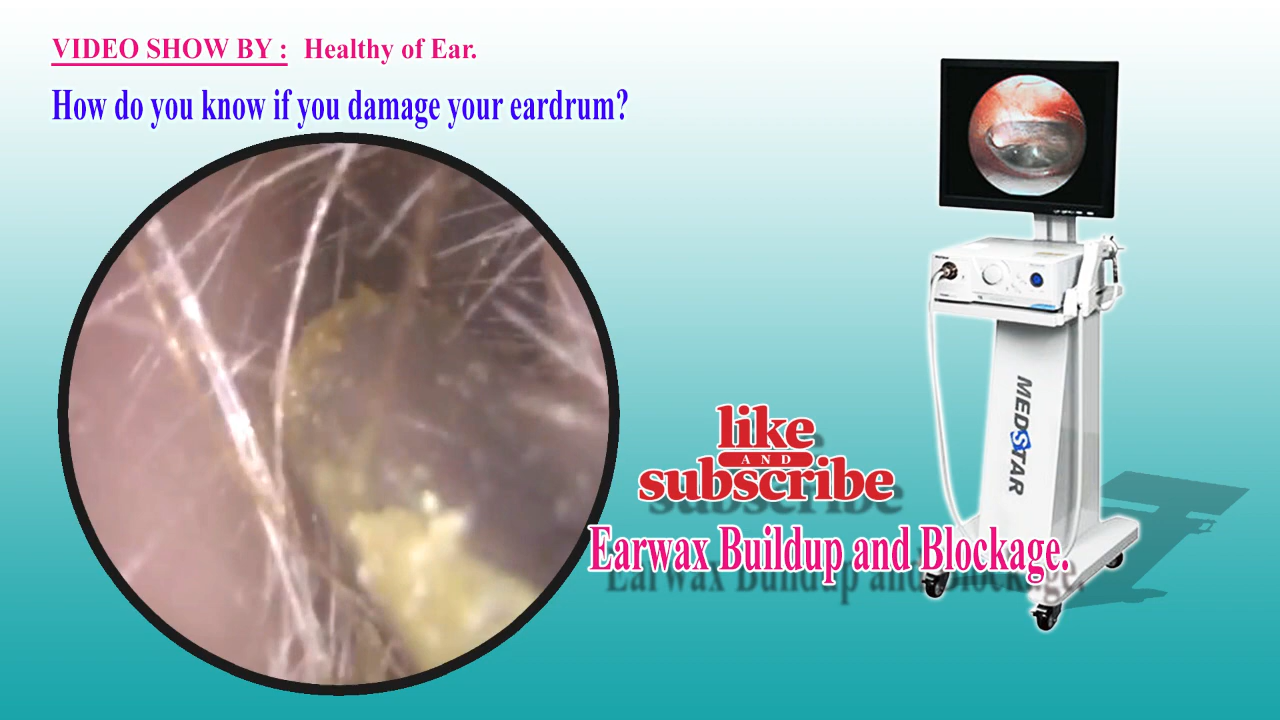 VIDEO SHOW BY : Healthy of Ear.
How do you know if you damage your eardrum?
MEDSTAR
like
AND
subscribe
Earwax Buildup and Blockage.